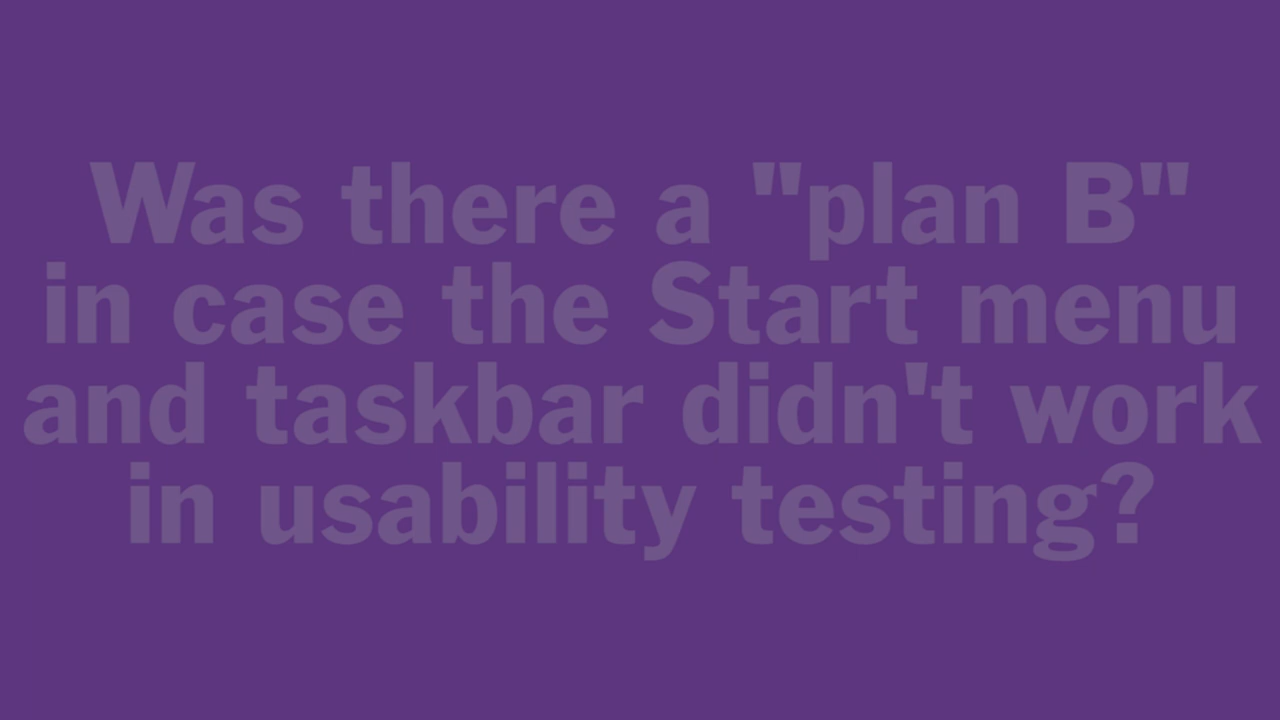 Was there a "plan B"
in case the Start menu
and taskbar didn't work
in usability testing?